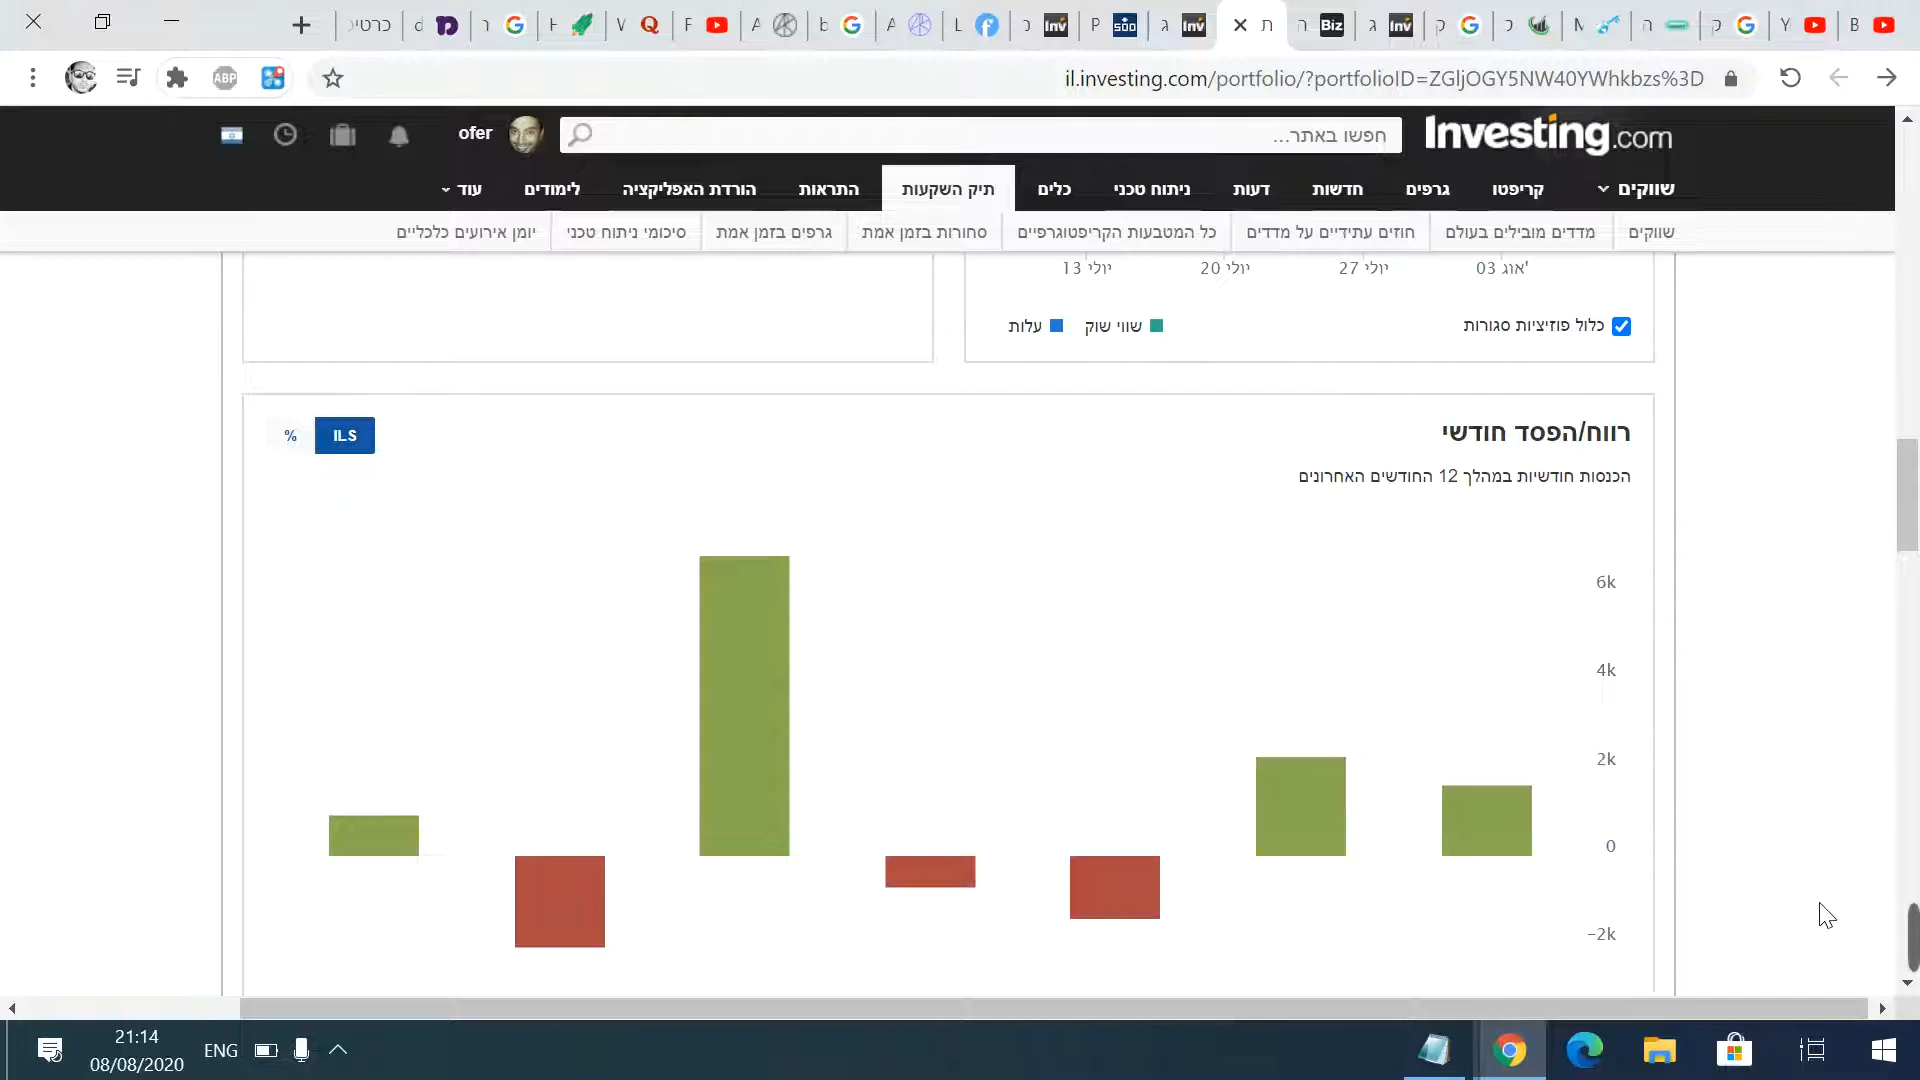 כרטיס
il.investing.com/portfolio/?portfolioID=ZGljOGY5NW40YWhkbzs%3D
ABP
Investing.com
חפשו באתר...
ofer
שווקים
קריפטו
גרפים
חדשות
דעות
ניתוח טכני
כלים
תיק השקעות
התראות
הורדת האפליקציה
לימודים
עוד
שווקים
מדדים מובילים בעולם
חוזים עתידיים על מדדים
כל המטבעות הקריפטוגרפיים
סחורות בזמן אמת
גרפים בזמן אמת
סיכומי ניתוח טכני
יומן אירועים כלכליים
יולי 13
יולי 20
יולי 27
אוג' 03
כלול פוזיציות סגורות
שווי שוק
עלות
רווח/הפסד חודשי
ILS
%
הכנסות חודשיות במהלך 12 החודשים האחרונים
6k
4k
2k
0
−2k
21:14
08/08/2020
ENG